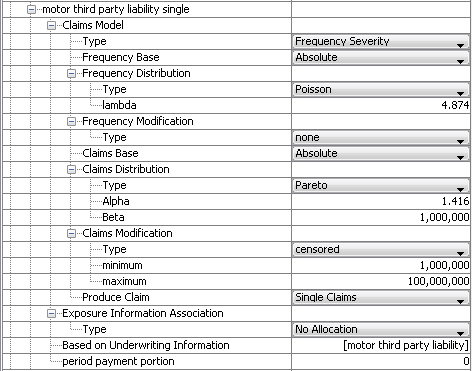 motor third party liability single
Claims Model
Type Frequency Severity
Frequency Base Absolute
Frequency Distribution
Type Poisson
lambda 4.874
Frequency Modification
Type none
Claims Base Absolute
Claims Distribution
Type Pareto
Alpha 1.416
Beta 1,000,000
Claims Modification
Type censored
minimum 1,000,000
maximum 100,000,000
Produce Claim Single Claims
Exposure Information Association
Type No Allocation
Based on Underwriting Information [motor third party liability]
period payment portion 0